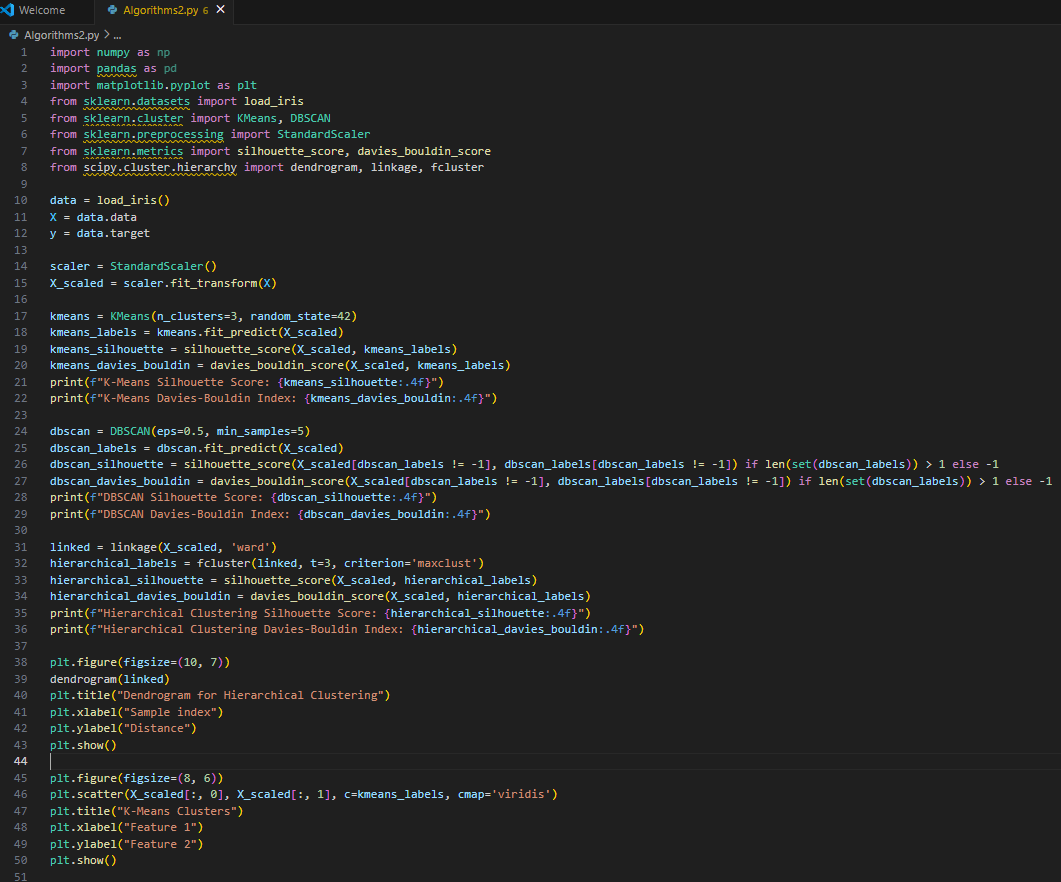 Welcome
Algorithms2.py 6 ×
Algorithms2.py > ...
1 import numpy as np
2 import pandas as pd
3 import matplotlib.pyplot as plt
4 from sklearn.datasets import load_iris
5 from sklearn.cluster import KMeans, DBSCAN
6 from sklearn.preprocessing import StandardScaler
7 from sklearn.metrics import silhouette_score, davies_bouldin_score
8 from scipy.cluster.hierarchy import dendrogram, linkage, fcluster
9
10 data = load_iris()
11 X = data.data
12 y = data.target
13
14 scaler = StandardScaler()
15 X_scaled = scaler.fit_transform(X)
16
17 kmeans = KMeans(n_clusters=3, random_state=42)
18 kmeans_labels = kmeans.fit_predict(X_scaled)
19 kmeans_silhouette = silhouette_score(X_scaled, kmeans_labels)
20 kmeans_davies_bouldin = davies_bouldin_score(X_scaled, kmeans_labels)
21 print(f"K-Means Silhouette Score: {kmeans_silhouette:.4f}")
22 print(f"K-Means Davies-Bouldin Index: {kmeans_davies_bouldin:.4f}")
23
24 dbscan = DBSCAN(eps=0.5, min_samples=5)
25 dbscan_labels = dbscan.fit_predict(X_scaled)
26 dbscan_silhouette = silhouette_score(X_scaled[dbscan_labels != -1], dbscan_labels[dbscan_labels != -1]) if len(set(dbscan_labels)) > 1 else -1
27 dbscan_davies_bouldin = davies_bouldin_score(X_scaled[dbscan_labels != -1], dbscan_labels[dbscan_labels != -1]) if len(set(dbscan_labels)) > 1 else -1
28 print(f"DBSCAN Silhouette Score: {dbscan_silhouette:.4f}")
29 print(f"DBSCAN Davies-Bouldin Index: {dbscan_davies_bouldin:.4f}")
30
31 linked = linkage(X_scaled, 'ward')
32 hierarchical_labels = fcluster(linked, t=3, criterion='maxclust')
33 hierarchical_silhouette = silhouette_score(X_scaled, hierarchical_labels)
34 hierarchical_davies_bouldin = davies_bouldin_score(X_scaled, hierarchical_labels)
35 print(f"Hierarchical Clustering Silhouette Score: {hierarchical_silhouette:.4f}")
36 print(f"Hierarchical Clustering Davies-Bouldin Index: {hierarchical_davies_bouldin:.4f}")
37
38 plt.figure(figsize=(10, 7))
39 dendrogram(linked)
40 plt.title("Dendrogram for Hierarchical Clustering")
41 plt.xlabel("Sample index")
42 plt.ylabel("Distance")
43 plt.show()
44
45 plt.figure(figsize=(8, 6))
46 plt.scatter(X_scaled[:, 0], X_scaled[:, 1], c=kmeans_labels, cmap='viridis')
47 plt.title("K-Means Clusters")
48 plt.xlabel("Feature 1")
49 plt.ylabel("Feature 2")
50 plt.show()
51